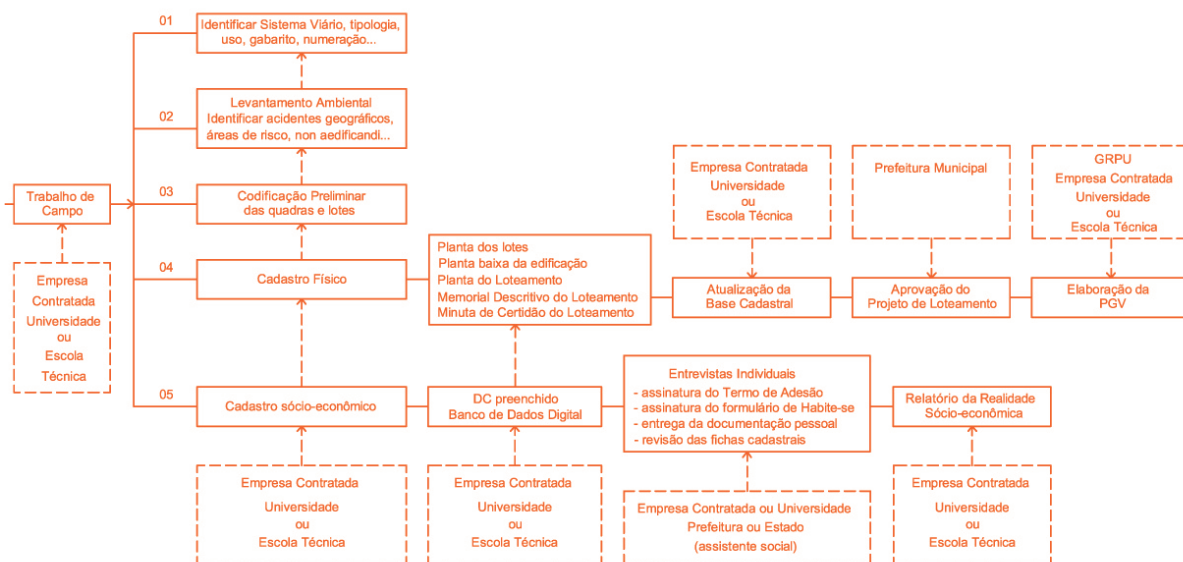 01
Identificar Sistema Viário, tipologia,
uso, gabarito, numeração...
02
Levantamento Ambiental
Identificar acidentes geográficos,
áreas de risco, non aedificandi...
Trabalho de
Campo
03
Codificação Preliminar
das quadras e lotes
Empresa
Contratada
Universidade
ou
Escola
Técnica
04
Cadastro Físico
Planta dos lotes
Planta baixa da edificação
Planta do Loteamento
Memorial Descritivo do Loteamento
Minuta de Certidão do Loteamento
Empresa Contratada
Universidade
ou
Escola Técnica
Atualização da
Base Cadastral
Prefeitura Municipal
Aprovação do
Projeto de Loteamento
GRPU
Empresa Contratada
Universidade
ou
Escola Técnica
Elaboração da
PGV
05
Cadastro sócio-econômico
DC preenchido
Banco de Dados Digital
Entrevistas Individuais
- assinatura do Termo de Adesão
- assinatura do formulário de Habite-se
- entrega da documentação pessoal
- revisão das fichas cadastrais
Relatório da Realidade
Sócio-econômica
Empresa Contratada
Universidade
ou
Escola Técnica
Empresa Contratada
Universidade
ou
Escola Técnica
Empresa Contratada ou Universidade
Prefeitura ou Estado
(assistente social)
Empresa Contratada
Universidade
ou
Escola Técnica